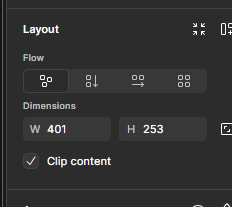 Layout
Flow
Dimensions
W 401 H 253
Clip content